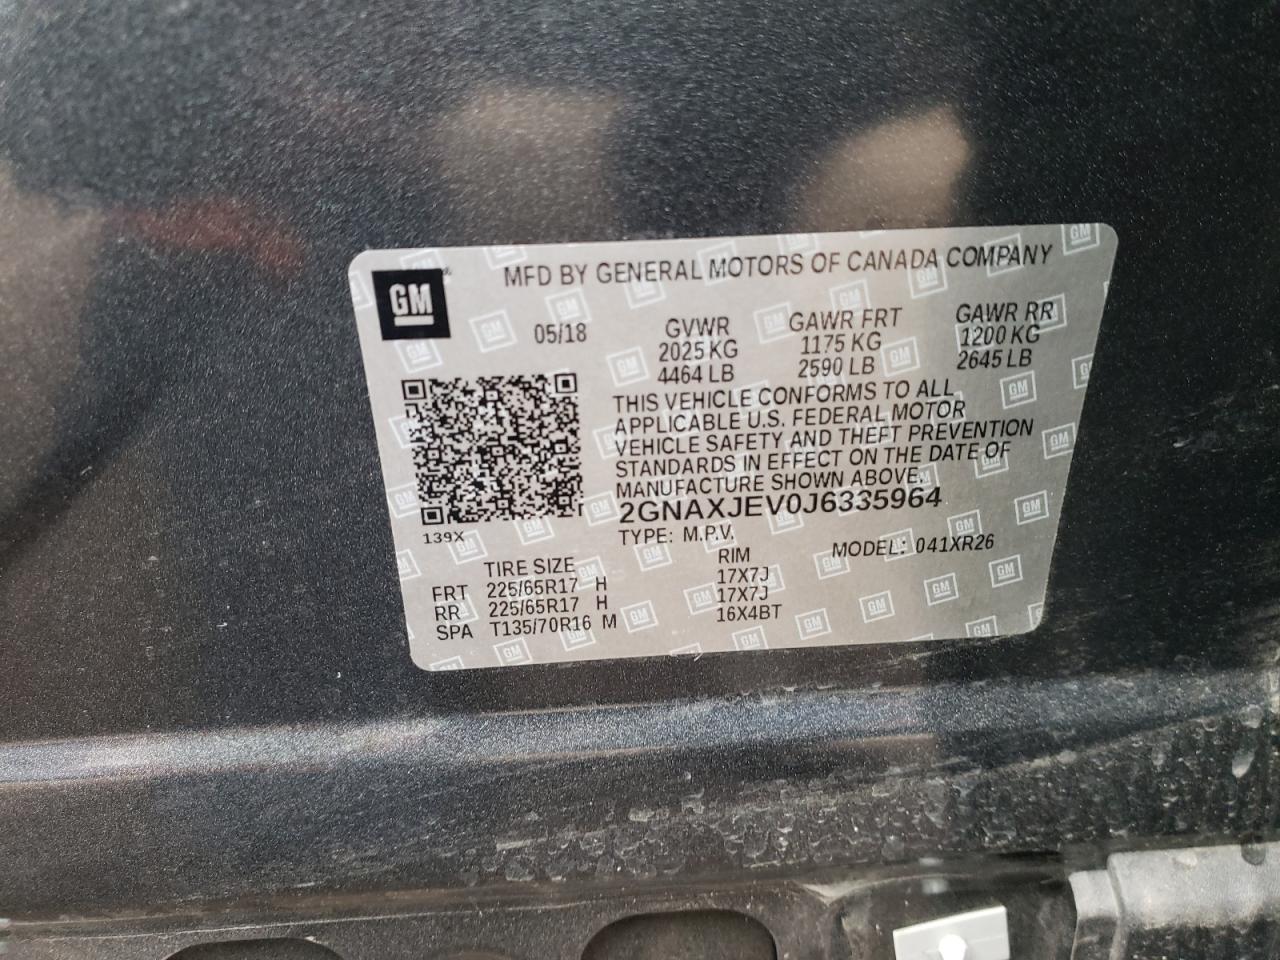 GM
MFD BY GENERAL MOTORS OF CANADA COMPANY
05/18
GVWR GAWR FRT GAWR RR
2025 KG 1175 KG 1200 KG
4464 LB 2590 LB 2645 LB
THIS VEHICLE CONFORMS TO ALL
APPLICABLE U.S. FEDERAL MOTOR
VEHICLE SAFETY AND THEFT PREVENTION
STANDARDS IN EFFECT ON THE DATE OF
MANUFACTURE SHOWN ABOVE.
2GNAXJEV0J6335964
139X
TYPE: M.P.V. MODEL: 041XR26
TIRE SIZE RIM
FRT 225/65R17 H 17X7J
RR 225/65R17 H 17X7J
SPA T135/70R16 M 16X4BT